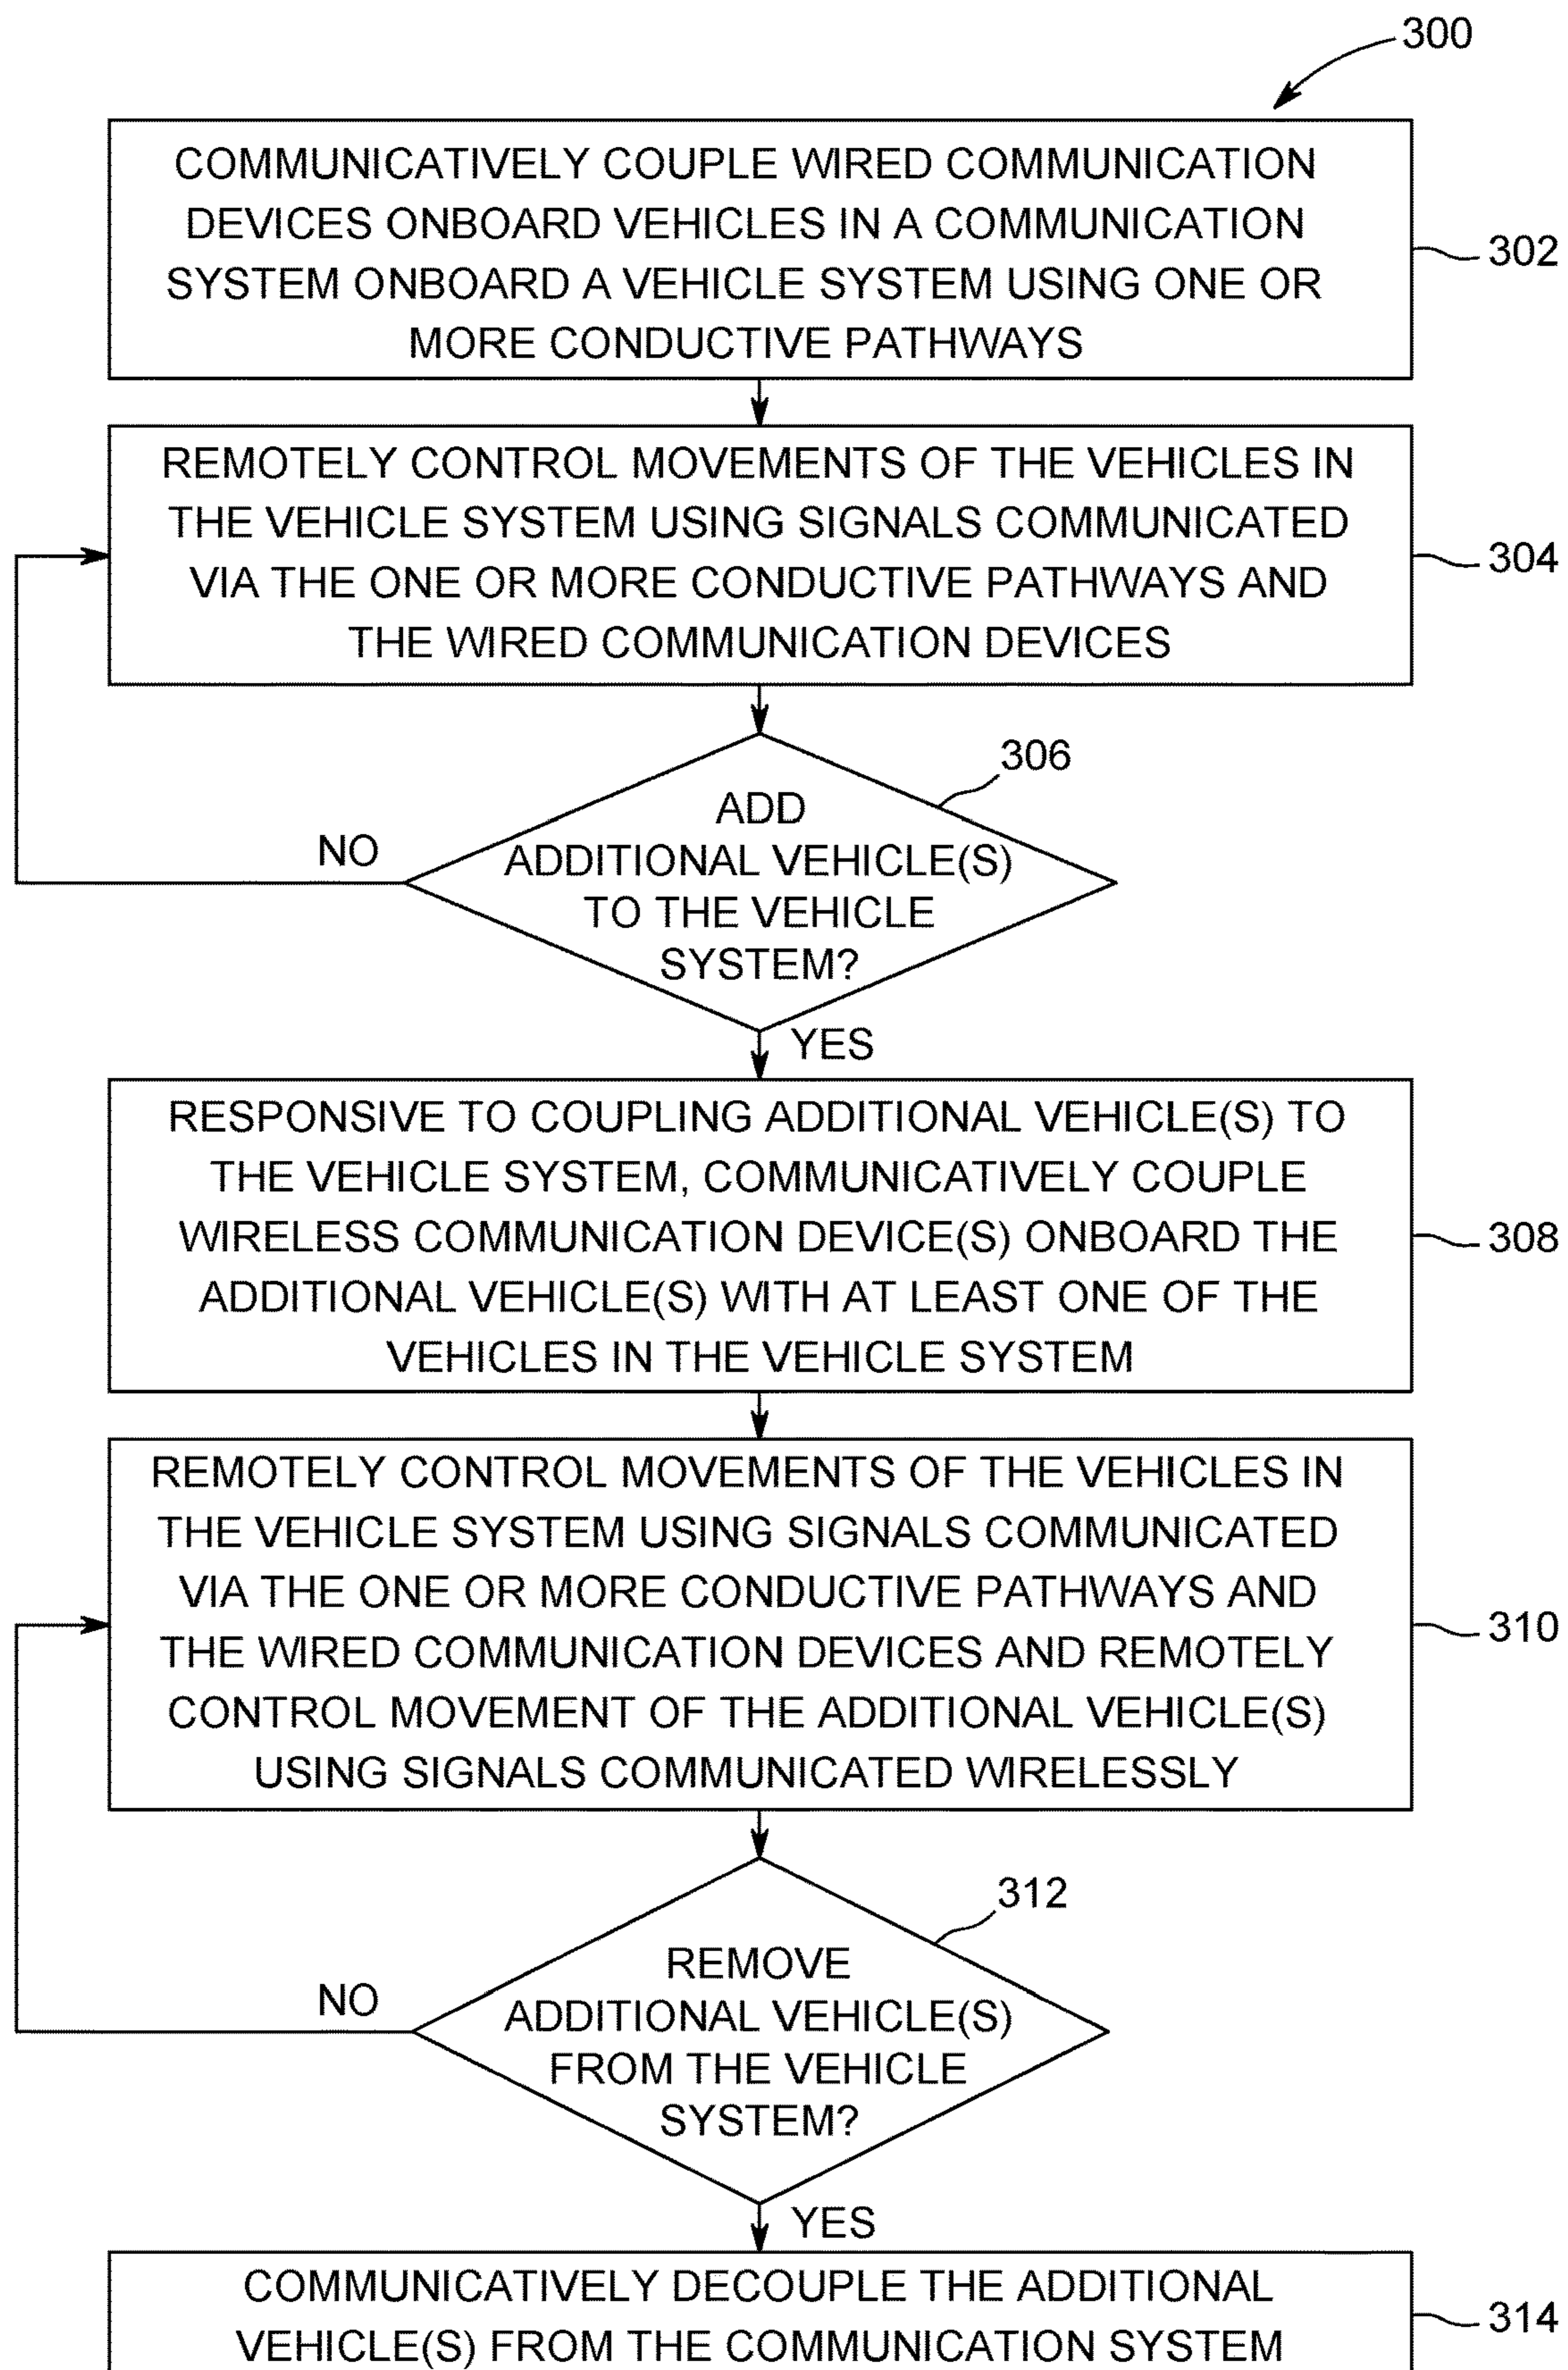 300
COMMUNICATIVELY COUPLE WIRED COMMUNICATION
DEVICES ONBOARD VEHICLES IN A COMMUNICATION
SYSTEM ONBOARD A VEHICLE SYSTEM USING ONE OR
MORE CONDUCTIVE PATHWAYS
302
REMOTELY CONTROL MOVEMENTS OF THE VEHICLES IN
THE VEHICLE SYSTEM USING SIGNALS COMMUNICATED
VIA THE ONE OR MORE CONDUCTIVE PATHWAYS AND
THE WIRED COMMUNICATION DEVICES
304
306
ADD
ADDITIONAL VEHICLE(S)
TO THE VEHICLE
SYSTEM?
NO
YES
RESPONSIVE TO COUPLING ADDITIONAL VEHICLE(S) TO
THE VEHICLE SYSTEM, COMMUNICATIVELY COUPLE
WIRELESS COMMUNICATION DEVICE(S) ONBOARD THE
ADDITIONAL VEHICLE(S) WITH AT LEAST ONE OF THE
VEHICLES IN THE VEHICLE SYSTEM
308
REMOTELY CONTROL MOVEMENTS OF THE VEHICLES IN
THE VEHICLE SYSTEM USING SIGNALS COMMUNICATED
VIA THE ONE OR MORE CONDUCTIVE PATHWAYS AND
THE WIRED COMMUNICATION DEVICES AND REMOTELY
CONTROL MOVEMENT OF THE ADDITIONAL VEHICLE(S)
USING SIGNALS COMMUNICATED WIRELESSLY
310
312
REMOVE
ADDITIONAL VEHICLE(S)
FROM THE VEHICLE
SYSTEM?
NO
YES
COMMUNICATIVELY DECOUPLE THE ADDITIONAL
VEHICLE(S) FROM THE COMMUNICATION SYSTEM
314